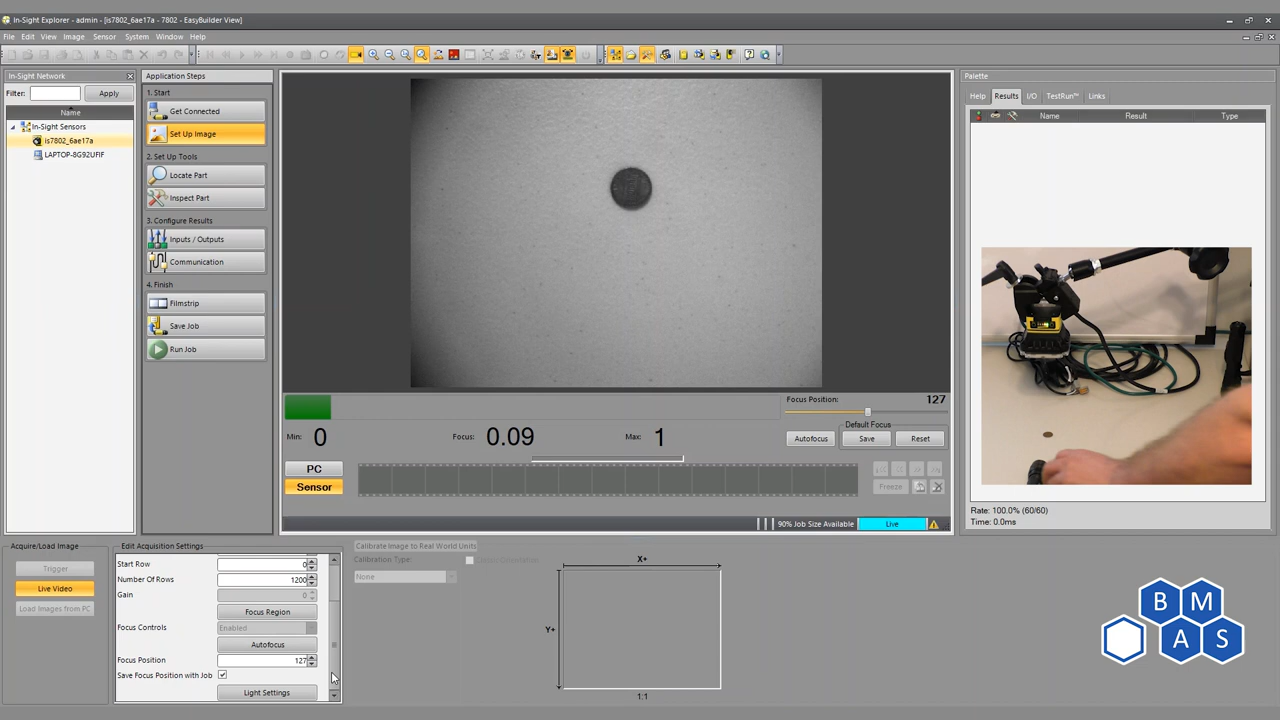 In-Sight Explorer - admin - [is7802_6ae17a - 7802 - EasyBuilder View]
File Edit View Image Sensor System Window Help
In-Sight Network
Filter: Apply
Name
In-Sight Sensors
is7802_6ae17a
LAPTOP-8G92UFIF
Application Steps
1. Start
Get Connected
Set Up Image
2. Set Up Tools
Locate Part
Inspect Part
3. Configure Results
Inputs / Outputs
Communication
4. Finish
Filmstrip
Save Job
Run Job
Focus Position: 127
Default Focus
Min: 0 Focus: 0.09 Max: 1 Autofocus Save Reset
PC
Sensor
Freeze
90% Job Size Available Live
Palette
Help Results I/O TestRun™ Links
Name Result Type
Rate: 100.0% (60/60)
Time: 0.0ms
Acquire/Load Image
Trigger
Live Video
Load Images from PC
Edit Acquisition Settings
Start Row 0
Number Of Rows 1200
Gain 0
Focus Region
Focus Controls Enabled
Autofocus
Focus Position 127
Save Focus Position with Job
Light Settings
Calibrate Image to Real World Units
Calibration Type:
None
X+
Y+
1:1
B M
A S